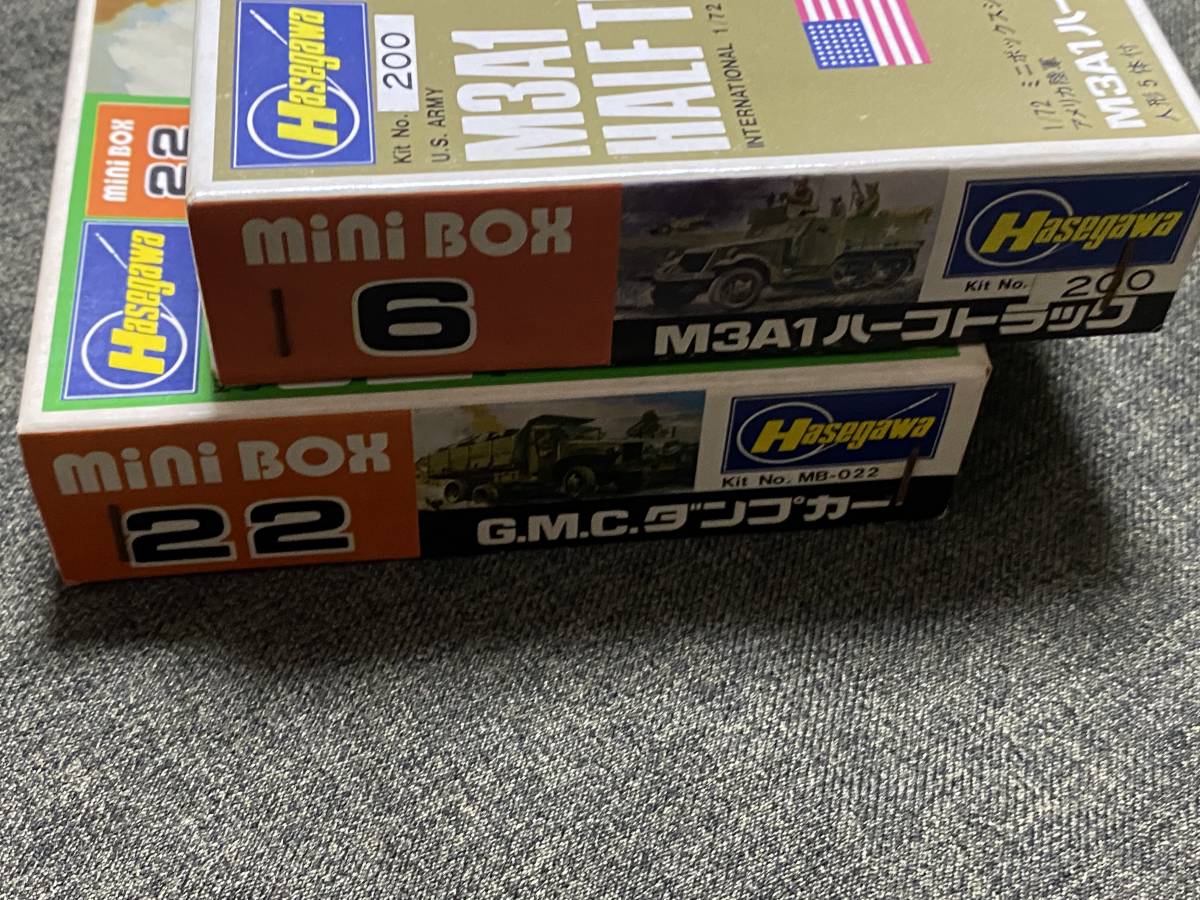 Hasegawa
Kit No. 200
U.S. ARMY
M3A1
HALF
INTERNATIONAL 1/72
1/72 ミニボックス
アメリカ陸軍
M3A1ハー
人形5体付
mini BOX
6
Hasegawa
Kit No. 200
M3A1ハーフトラック
mini BOX
22
Hasegawa
mini BOX
22
Hasegawa
Kit No. MB-022
G.M.C.ダンプカー